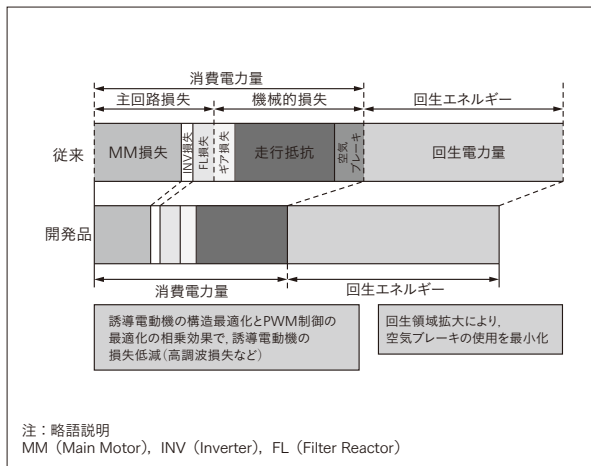 消費電力量
主回路損失
機械的損失
回生エネルギー
従来
MM損失
INV損失
FL損失
ギア損失
走行抵抗
空気
ブレーキ
回生電力量
開発品
消費電力量
回生エネルギー
誘導電動機の構造最適化とPWM制御の
最適化の相乗効果で，誘導電動機の
損失低減（高調波損失など）
回生領域拡大により，
空気ブレーキの使用を最小化
注：略語説明
MM（Main Motor），INV（Inverter），FL（Filter Reactor）